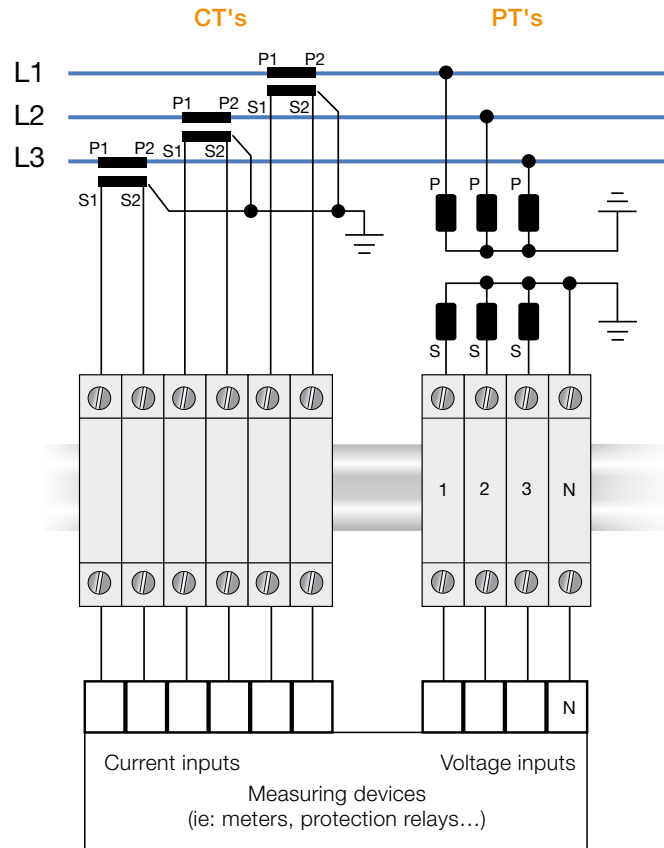 CT's PT's
P1 P2
L1
S1 S2
P1 P2
L2
S1 S2
P1 P2
L3
S1 S2
P P P
S S S
1 2 3 N
N
Current inputs Voltage inputs
Measuring devices
(ie: meters, protection relays…)